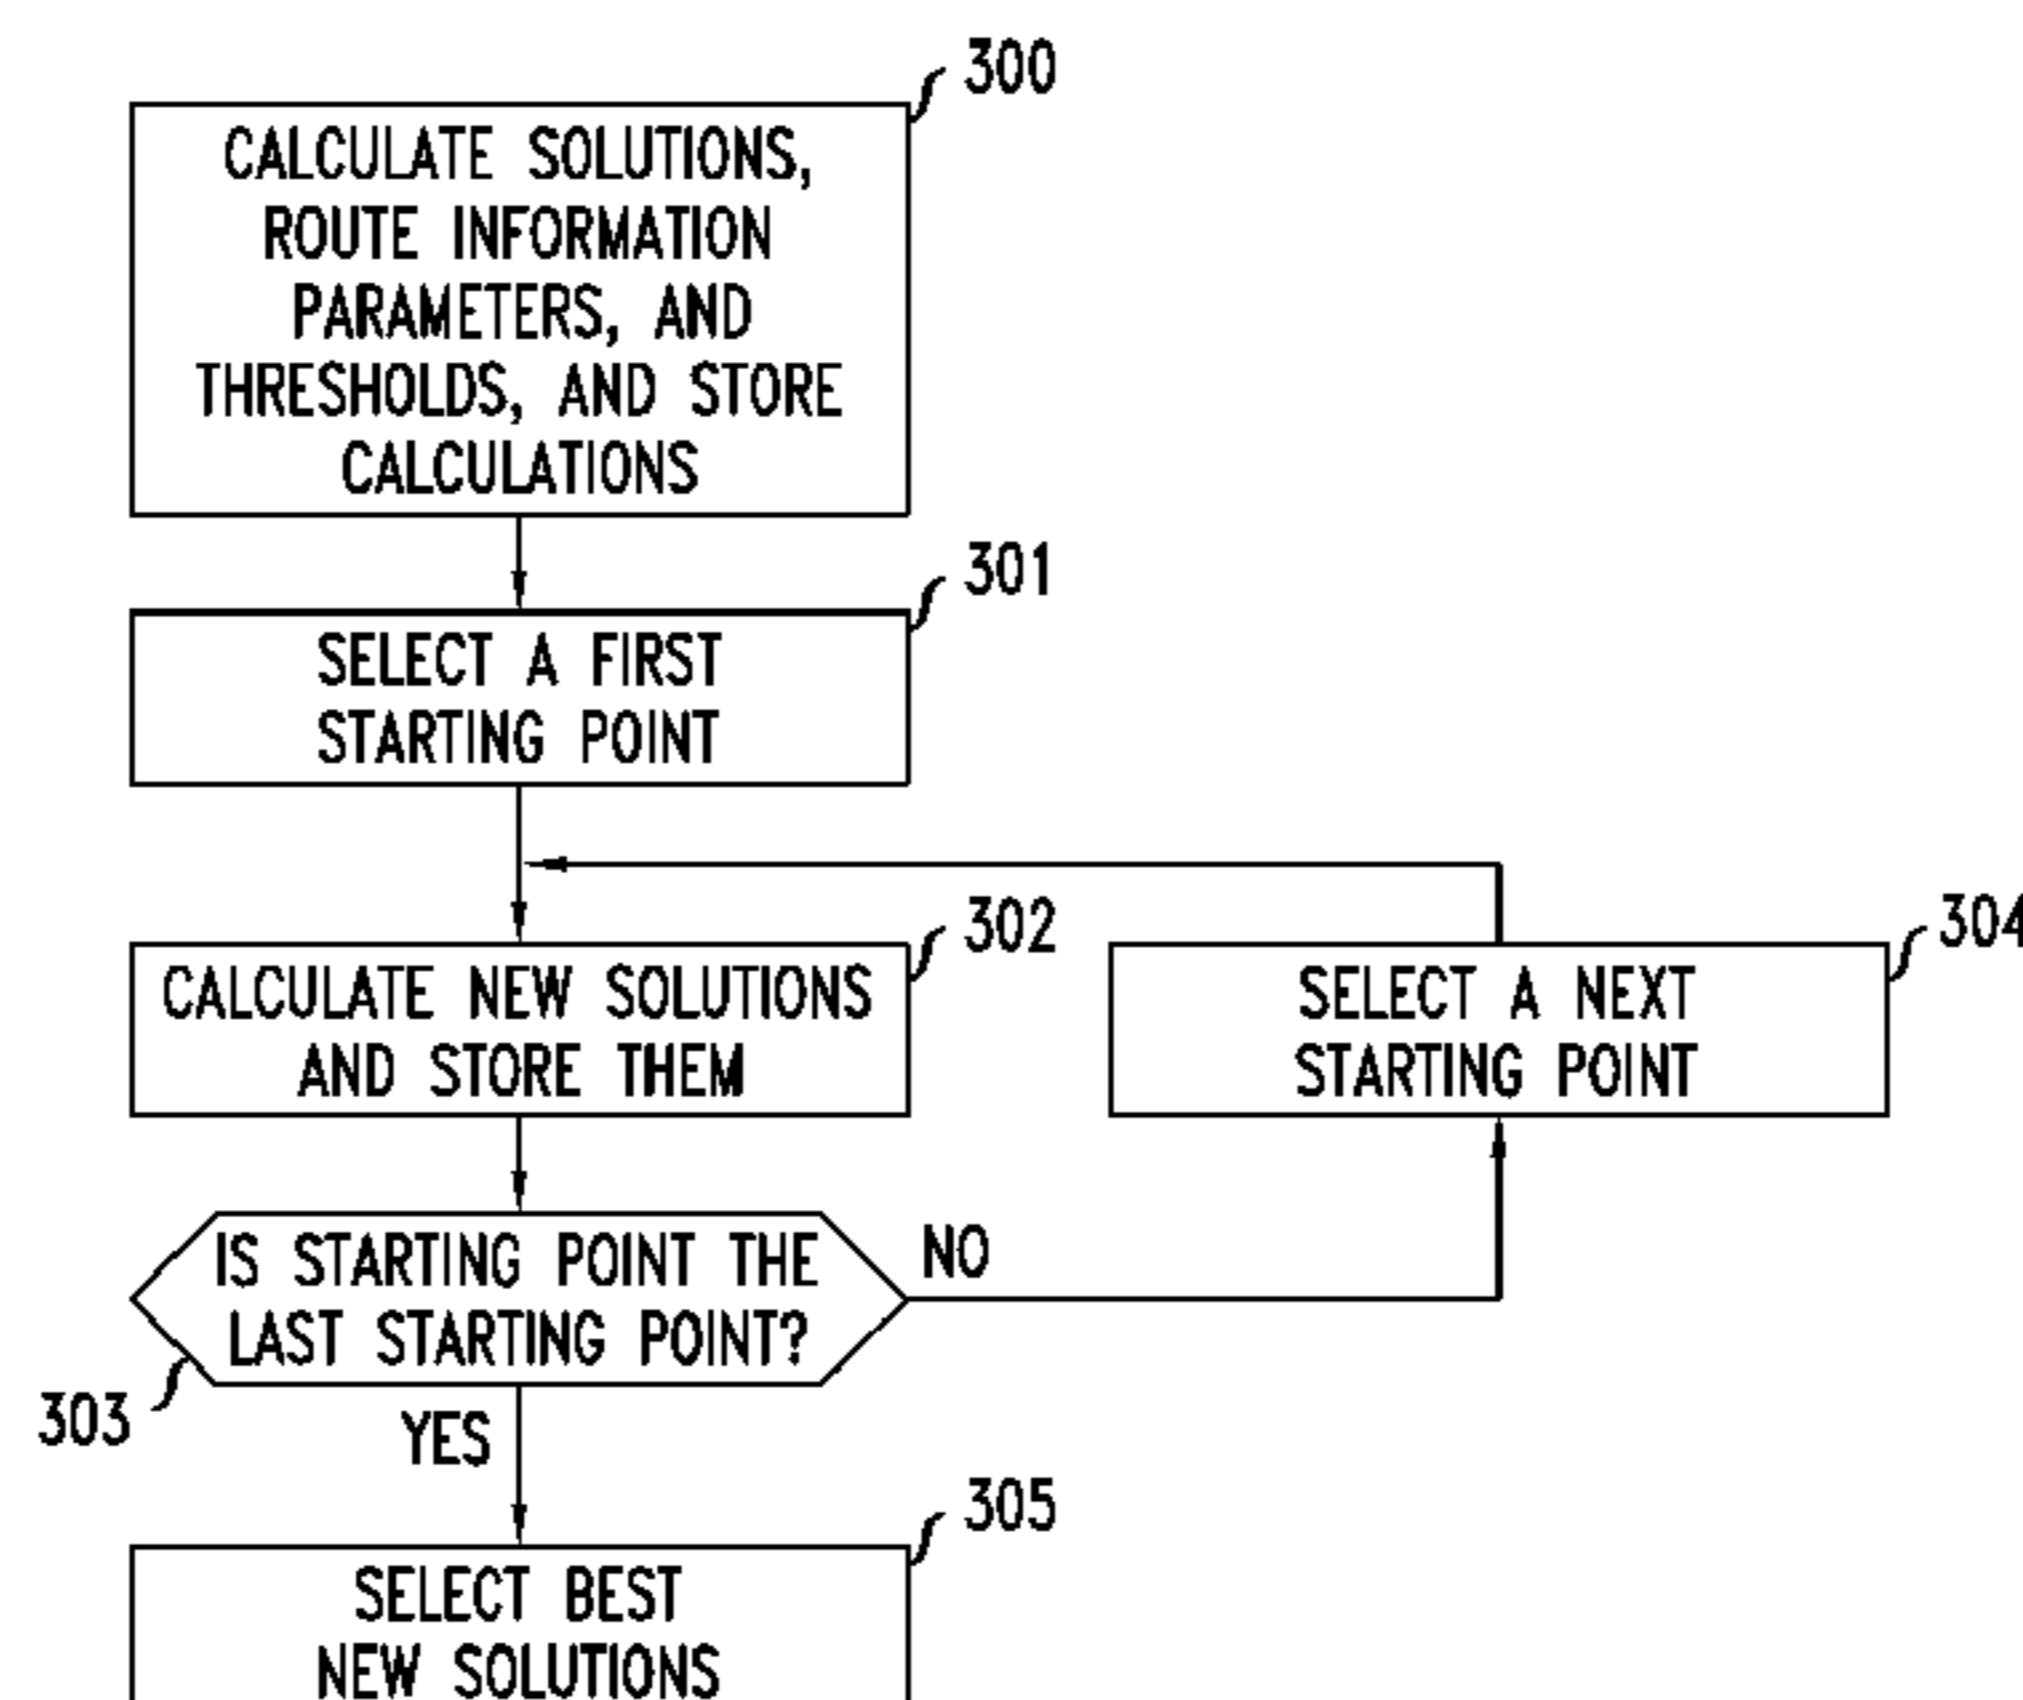 300
CALCULATE SOLUTIONS,
ROUTE INFORMATION
PARAMETERS, AND
THRESHOLDS, AND STORE
CALCULATIONS
301
SELECT A FIRST
STARTING POINT
302
CALCULATE NEW SOLUTIONS
AND STORE THEM
304
SELECT A NEXT
STARTING POINT
IS STARTING POINT THE
LAST STARTING POINT?
NO
303
YES
305
SELECT BEST
NEW SOLUTIONS